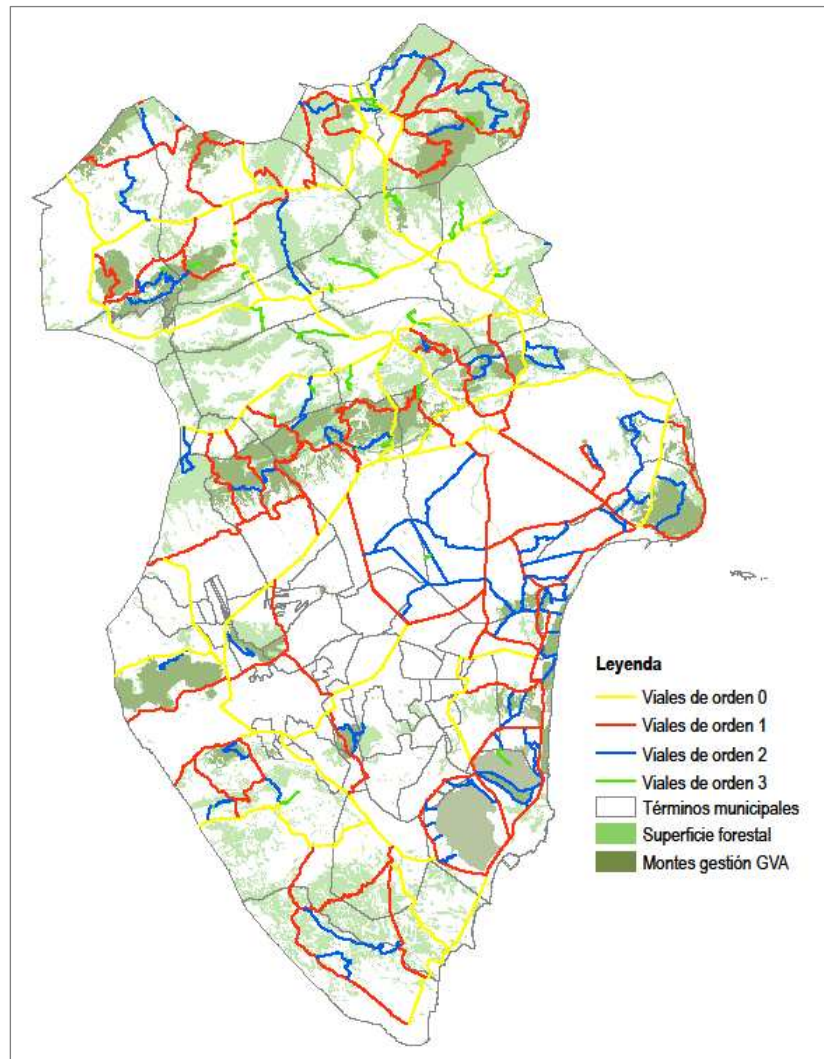 Leyenda
Viales de orden 0
Viales de orden 1
Viales de orden 2
Viales de orden 3
Términos municipales
Superficie forestal
Montes gestión GVA